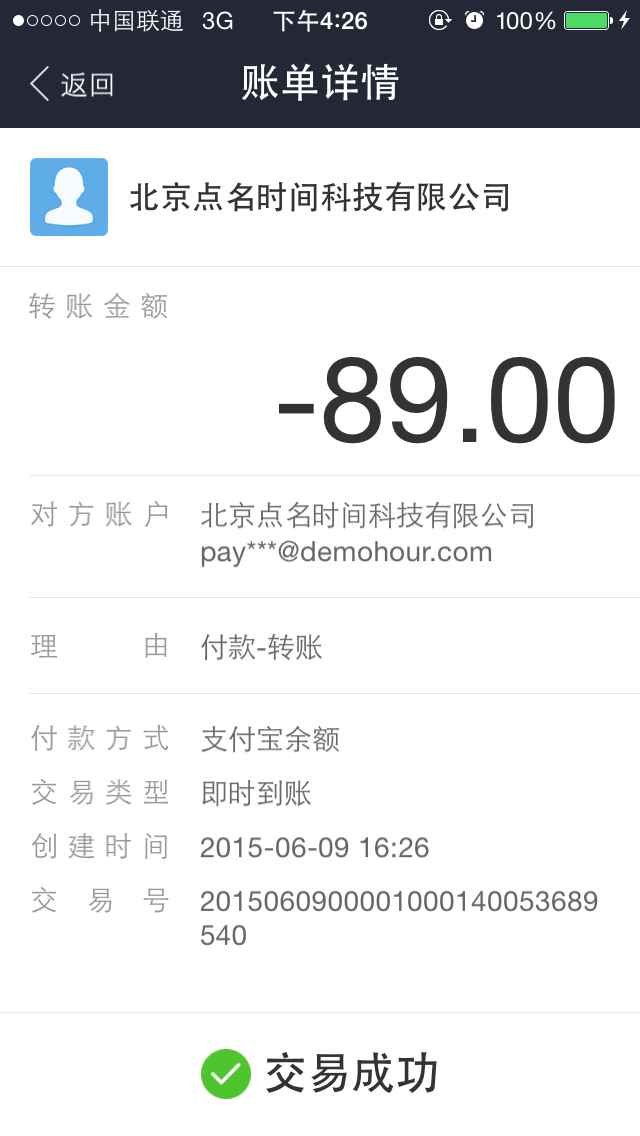 中国联通 3G 下午4:26 100%
返回 账单详情
北京点名时间科技有限公司
转账金额
-89.00
对方账户 北京点名时间科技有限公司
pay***@demohour.com
理由 付款-转账
付款方式 支付宝余额
交易类型 即时到账
创建时间 2015-06-09 16:26
交易号 2015060900001000140053689
540
交易成功